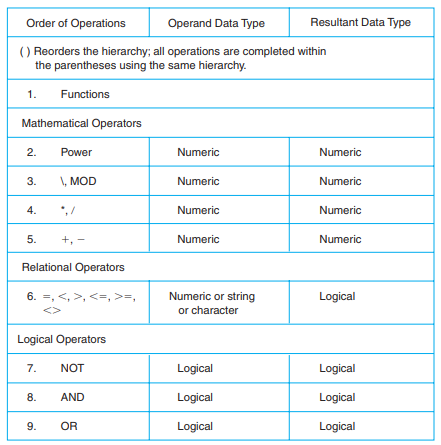 Order of Operations Operand Data Type Resultant Data Type
( ) Reorders the hierarchy; all operations are completed within
the parentheses using the same hierarchy.
1. Functions
Mathematical Operators
2. Power Numeric Numeric
3. \, MOD Numeric Numeric
4. *, / Numeric Numeric
5. +, − Numeric Numeric
Relational Operators
6. =, <, >, <=, >=, Numeric or string Logical
<> or character
Logical Operators
7. NOT Logical Logical
8. AND Logical Logical
9. OR Logical Logical